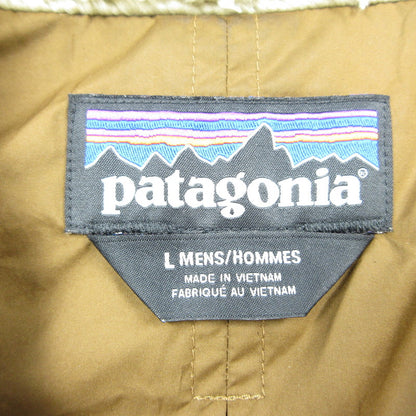 patagonia®
L MENS/HOMMES
MADE IN VIETNAM
FABRIQUÉ AU VIETNAM